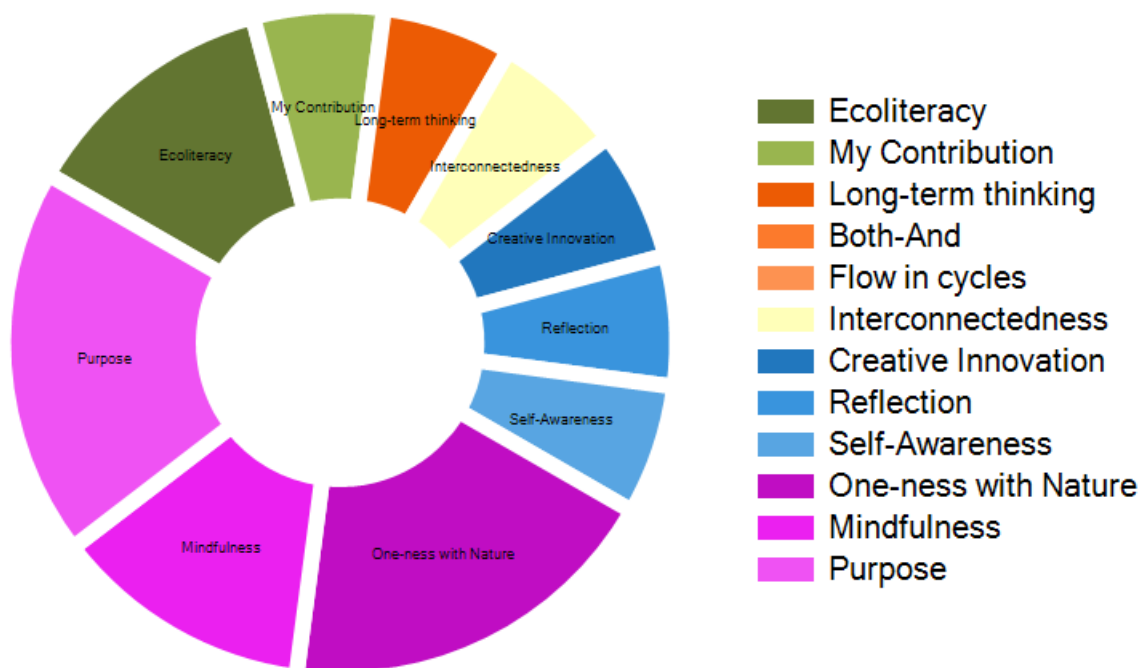 My Contribution
Long-term thinking
Ecoliteracy
Interconnectedness
Creative Innovation
Reflection
Purpose
Self-Awareness
Mindfulness
One-ness with Nature
Ecoliteracy
My Contribution
Long-term thinking
Both-And
Flow in cycles
Interconnectedness
Creative Innovation
Reflection
Self-Awareness
One-ness with Nature
Mindfulness
Purpose